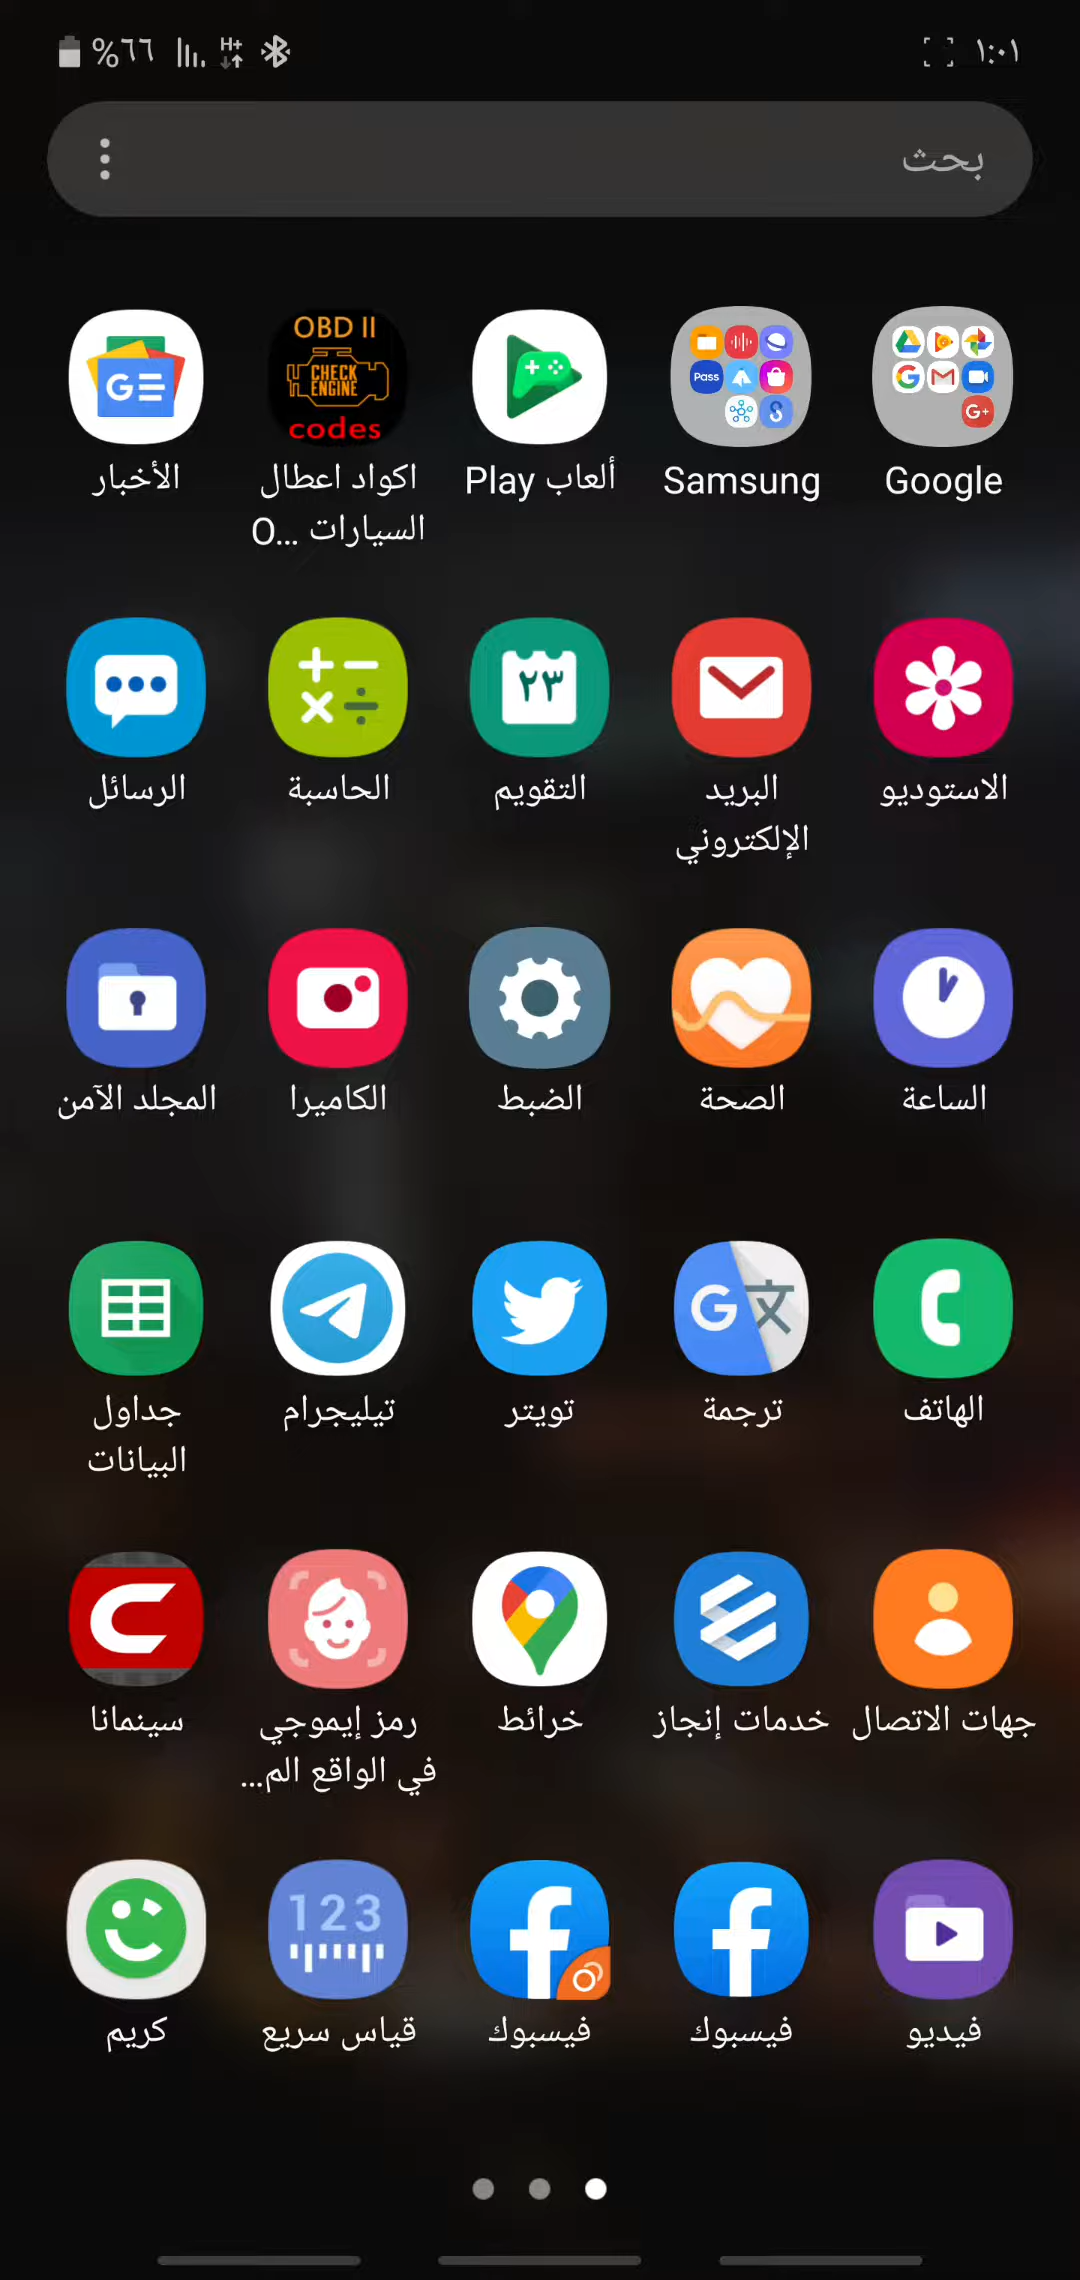 ١:٠١
%٦٦
H+
بحث
Google
Samsung
Pass
G+
ألعاب Play
OBD II
CHECK
ENGINE
codes
اكواد اعطال
السيارات O...
الأخبار
الاستوديو
البريد
الإلكتروني
٢٣
التقويم
الحاسبة
الرسائل
الساعة
الصحة
الضبط
الكاميرا
المجلد الآمن
الهاتف
G文
ترجمة
تويتر
تيليجرام
جداول
البيانات
جهات الاتصال
خدمات إنجاز
خرائط
رمز إيموجي
في الواقع الم...
سينمانا
فيديو
فيسبوك
فيسبوك
123
قياس سريع
كريم